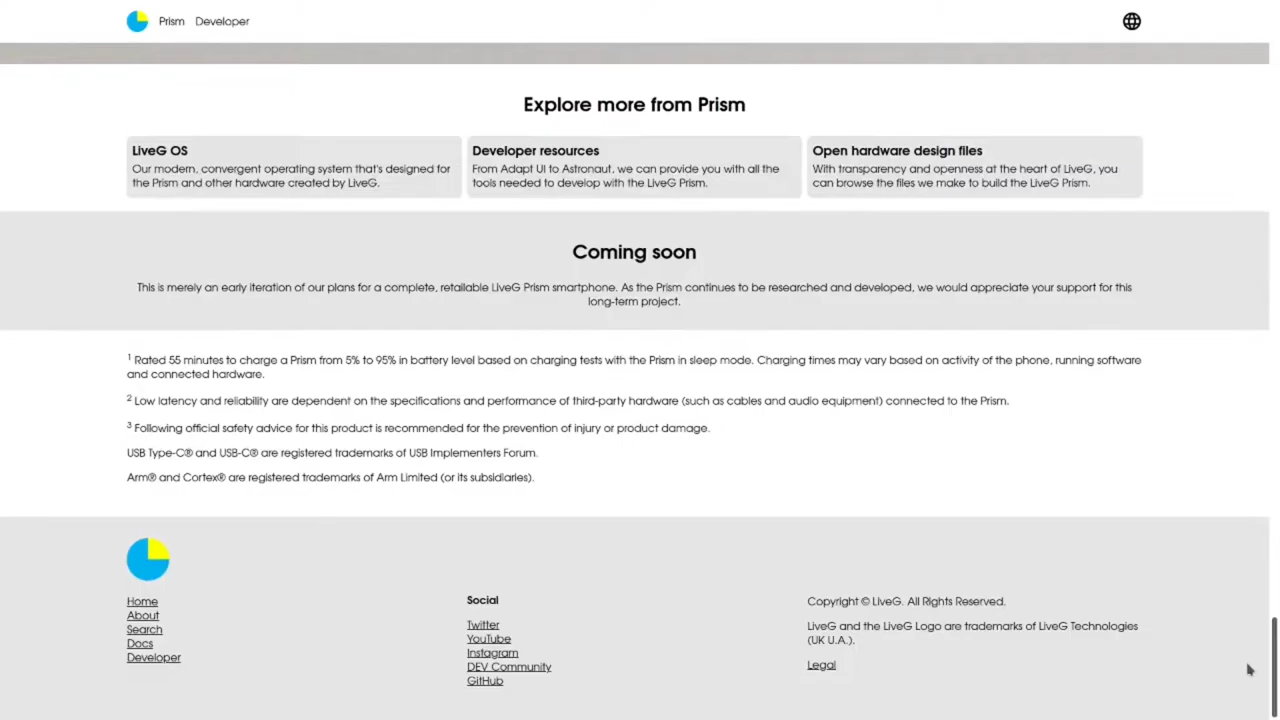 Prism Developer
Explore more from Prism
LiveG OS
Our modern, convergent operating system that's designed for
the Prism and other hardware created by LiveG.
Developer resources
From Adapt UI to Astronaut, we can provide you with all the
tools needed to develop with the LiveG Prism.
Open hardware design files
With transparency and openness at the heart of LiveG, you
can browse the files we make to build the LiveG Prism.
Coming soon
This is merely an early iteration of our plans for a complete, retailable LiveG Prism smartphone. As the Prism continues to be researched and developed, we would appreciate your support for this
long-term project.
1 Rated 55 minutes to charge a Prism from 5% to 95% in battery level based on charging tests with the Prism in sleep mode. Charging times may vary based on activity of the phone, running software
and connected hardware.
2 Low latency and reliability are dependent on the specifications and performance of third-party hardware (such as cables and audio equipment) connected to the Prism.
3 Following official safety advice for this product is recommended for the prevention of injury or product damage.
USB Type-C® and USB-C® are registered trademarks of USB Implementers Forum.
Arm® and Cortex® are registered trademarks of Arm Limited (or its subsidiaries).
Home
About
Search
Docs
Developer
Social
Twitter
YouTube
Instagram
DEV Community
GitHub
Copyright © LiveG. All Rights Reserved.
LiveG and the LiveG Logo are trademarks of LiveG Technologies
(UK U.A.).
Legal